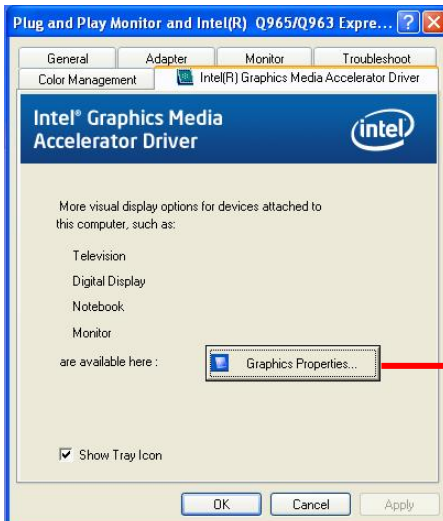 Plug and Play Monitor and Intel(R) Q965/Q963 Expre...
General Adapter Monitor Troubleshoot
Color Management Intel(R) Graphics Media Accelerator Driver
Intel® Graphics Media
Accelerator Driver
intel
More visual display options for devices attached to
this computer, such as:
Television
Digital Display
Notebook
Monitor
are available here :
Graphics Properties...
Show Tray Icon
OK Cancel Apply